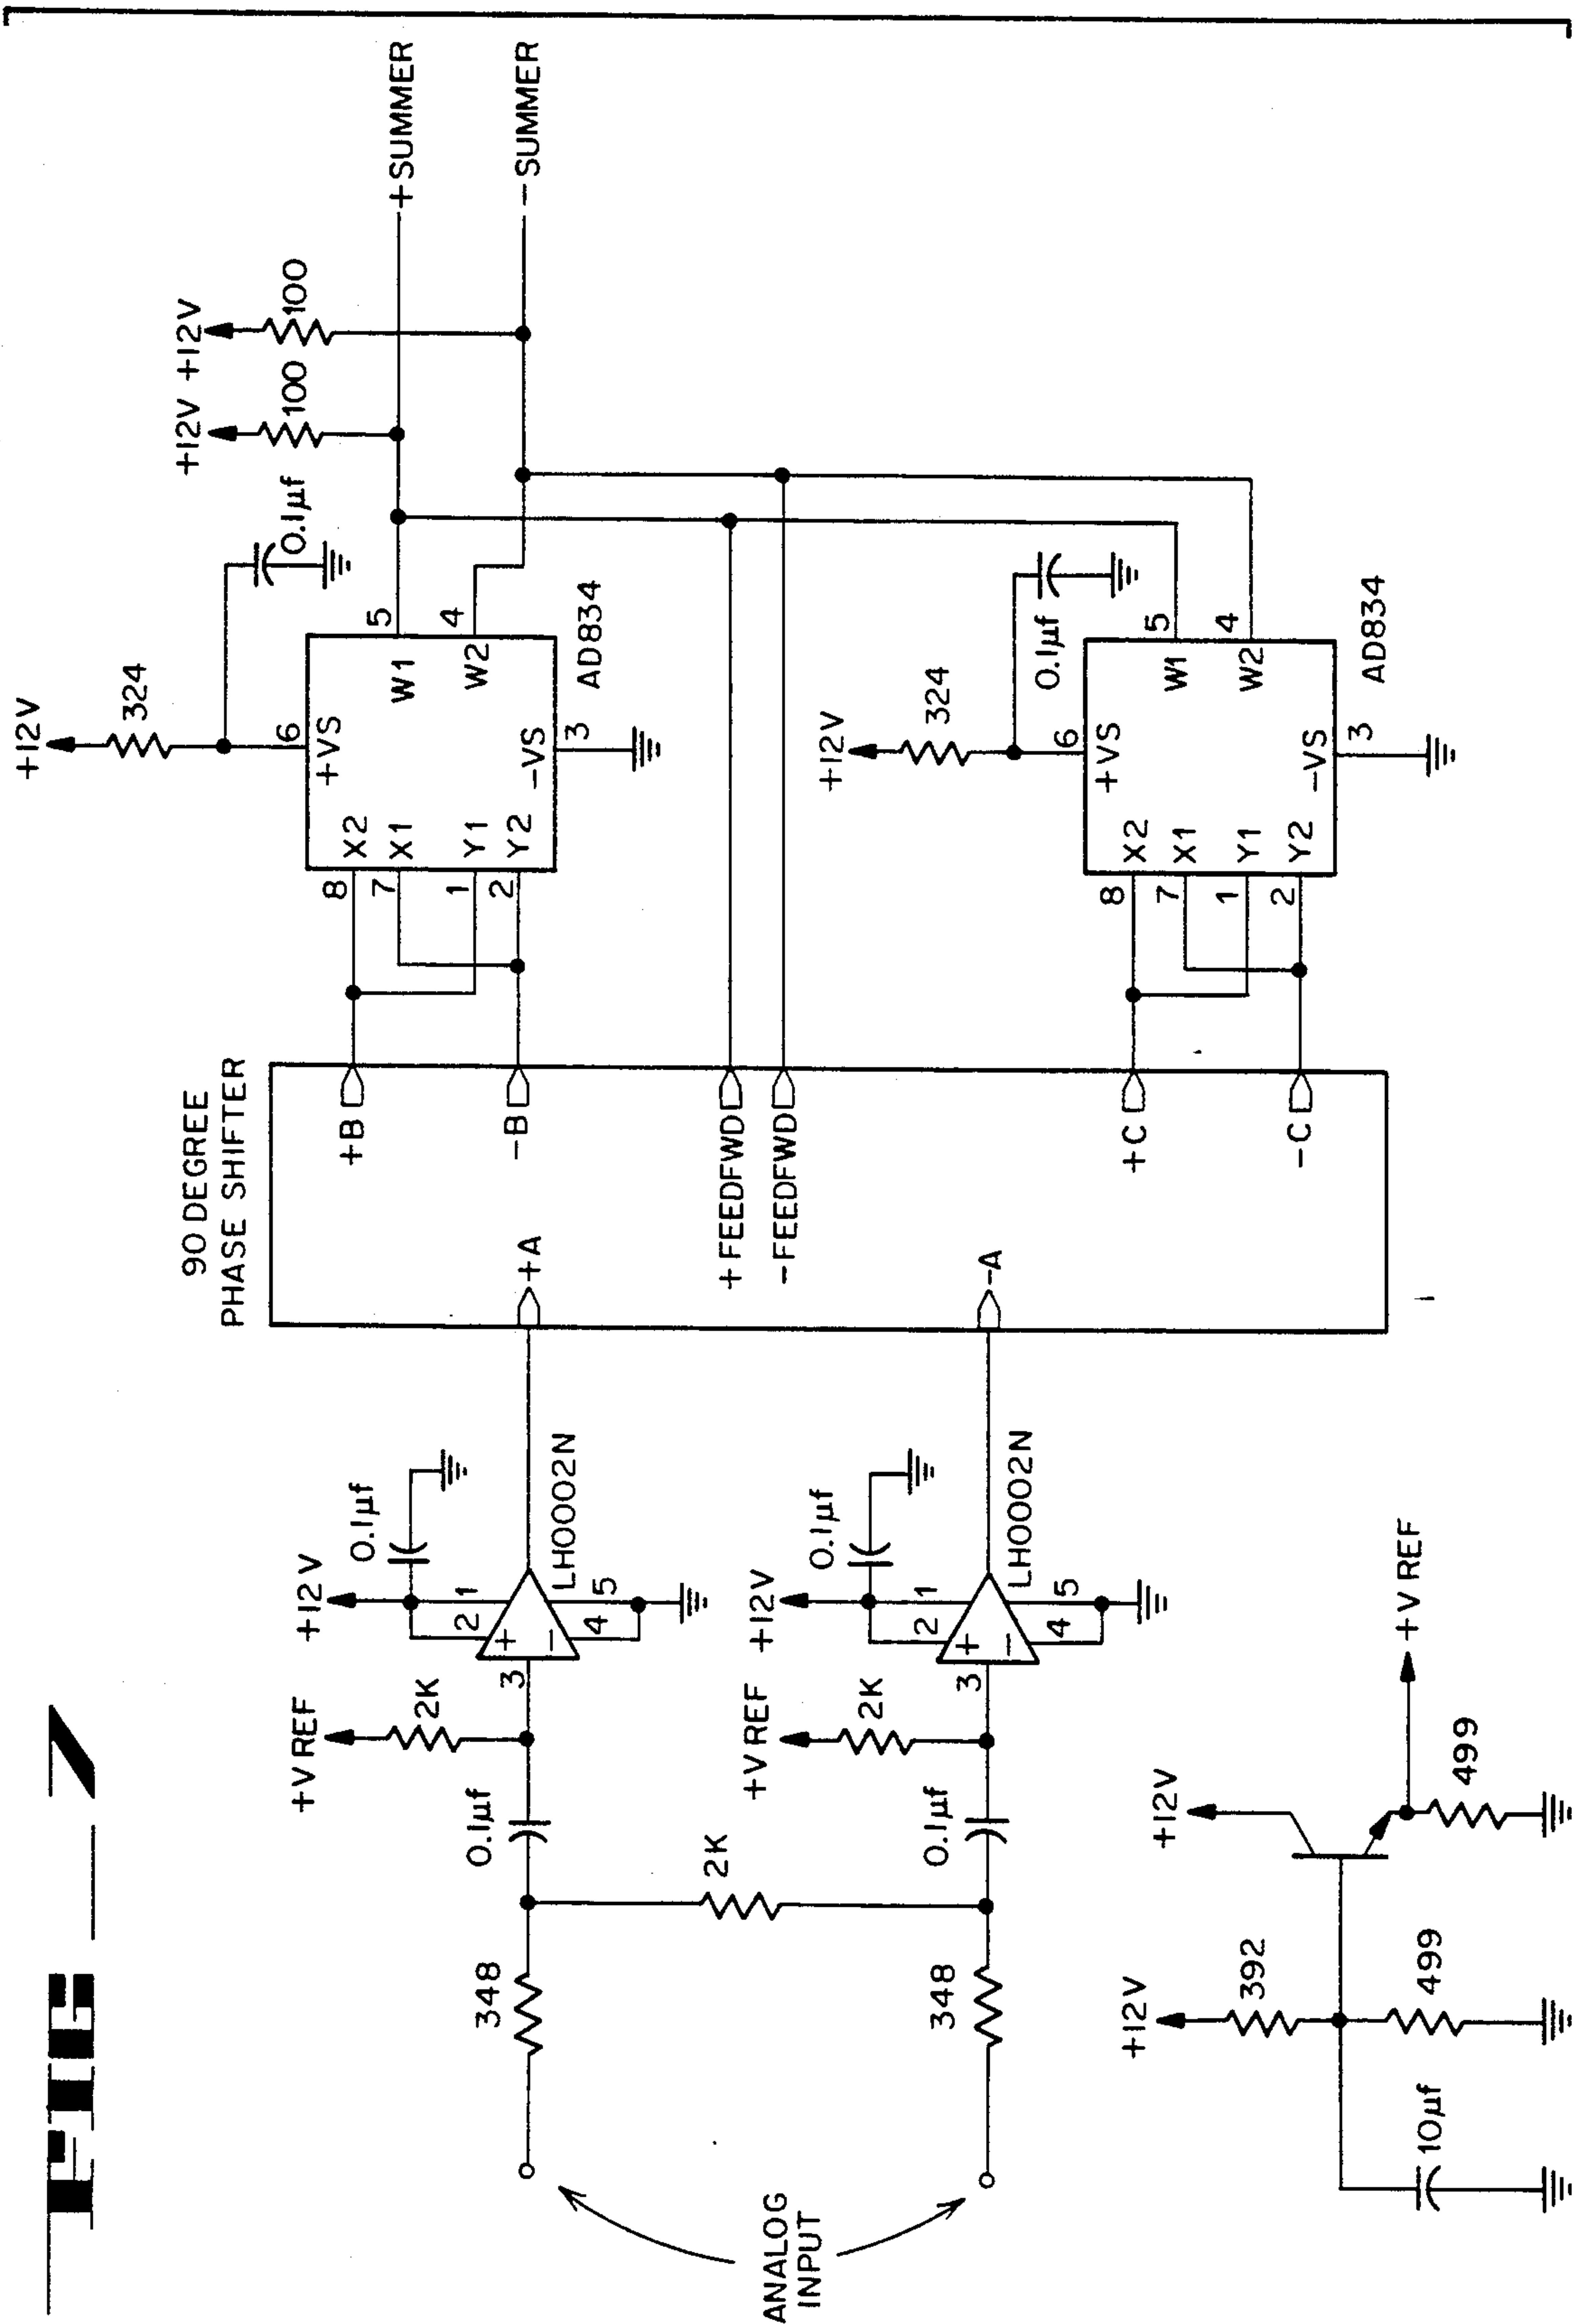 FIG. 7
ANALOG
INPUT
348
348
2K
0.1µf
0.1µf
+V REF
2K
+V REF
2K
3
+
−
2
1
4
5
+12V
0.1µf
LH0002N
3
+
−
2
1
4
5
+12V
0.1µf
LH0002N
90 DEGREE
PHASE SHIFTER
+A
-A
+B
-B
+FEEDFWD
-FEEDFWD
+C
-C
8
7
1
2
X2
X1
Y1
Y2
+VS
-VS
W1
W2
6
3
5
4
AD834
+12V
324
0.1µf
+12V
100
+12V
100
+SUMMER
-SUMMER
8
7
1
2
X2
X1
Y1
Y2
+VS
-VS
W1
W2
6
3
5
4
AD834
+12V
324
0.1µf
10µf
+12V
392
499
+12V
499
+V REF